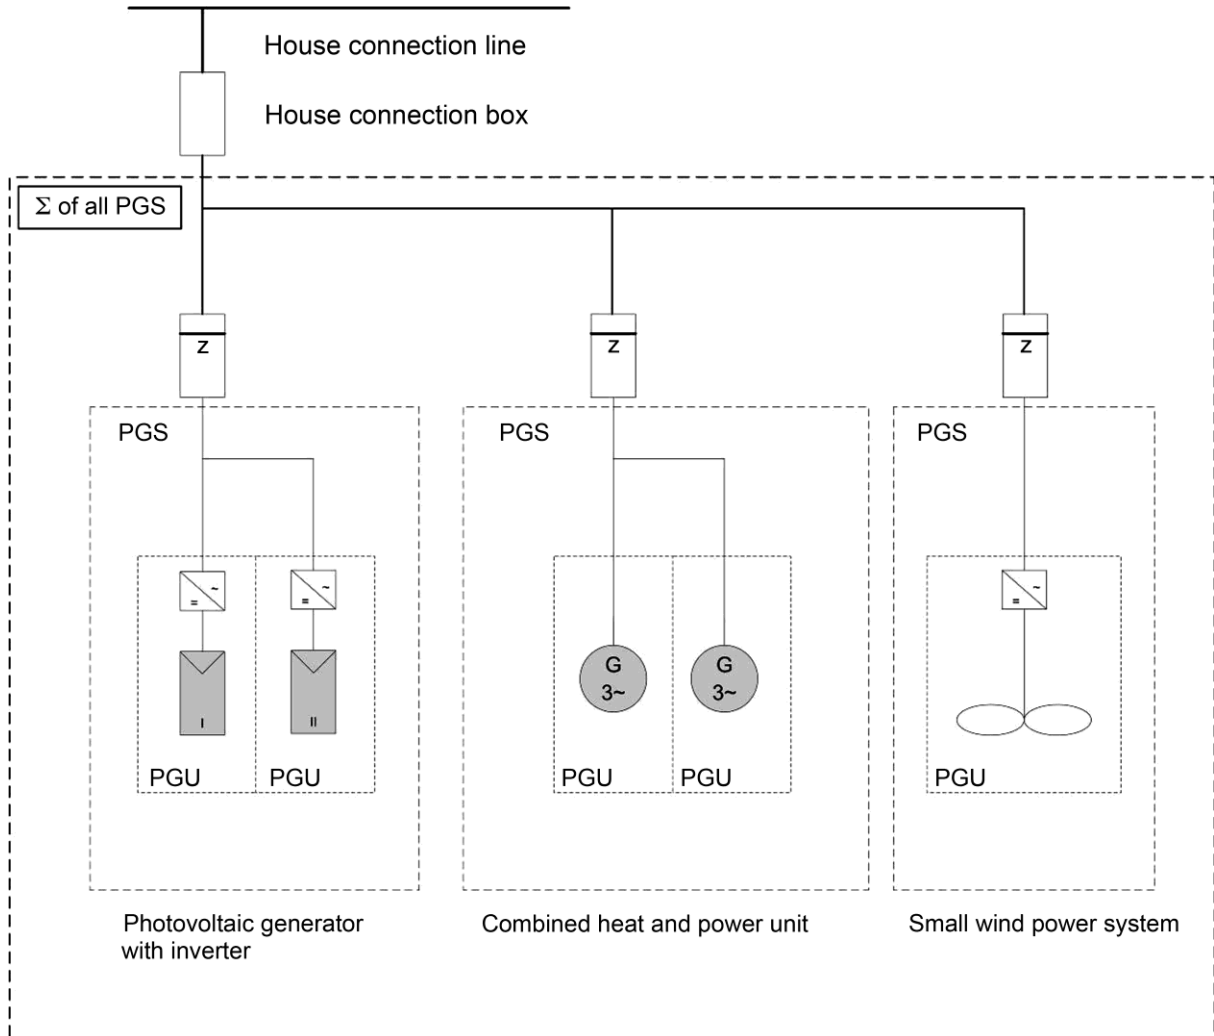 House connection line
House connection box
Σ of all PGS
Z
Z
Z
PGS
PGS
PGS
~
=
~
=
~
=
I
II
G
3~
G
3~
PGU
PGU
PGU
PGU
PGU
Photovoltaic generator
with inverter
Combined heat and power unit
Small wind power system